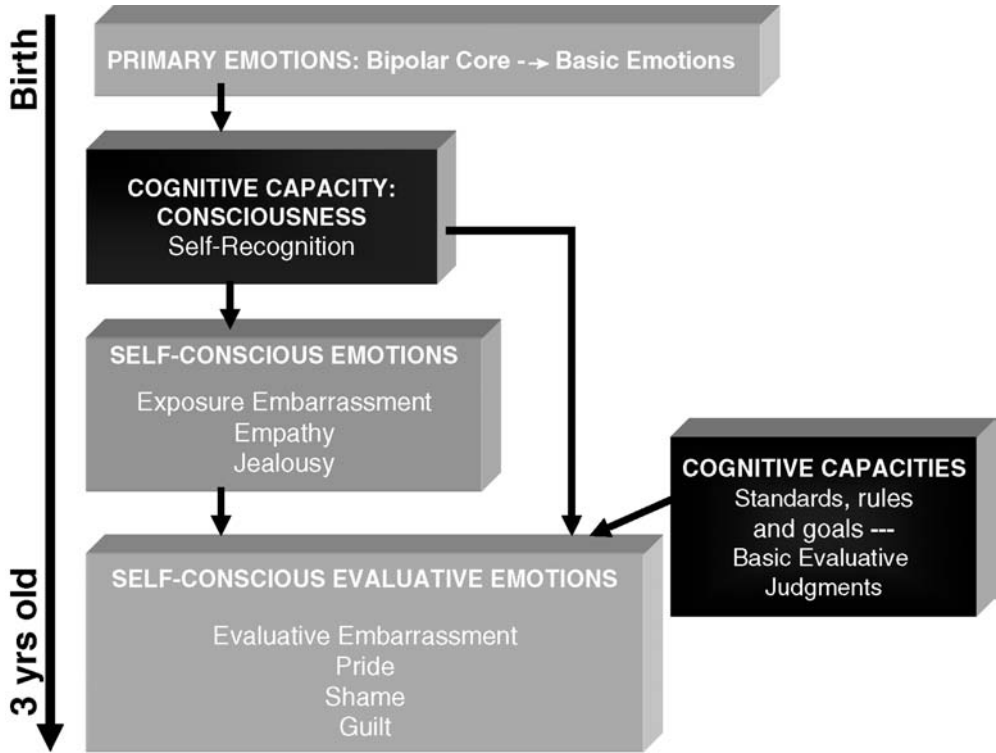 Birth
PRIMARY EMOTIONS: Bipolar Core --→ Basic Emotions
COGNITIVE CAPACITY:
CONSCIOUSNESS
Self-Recognition
SELF-CONSCIOUS EMOTIONS
Exposure Embarrassment
Empathy
Jealousy
COGNITIVE CAPACITIES
Standards, rules
and goals ---
Basic Evaluative
Judgments
SELF-CONSCIOUS EVALUATIVE EMOTIONS
Evaluative Embarrassment
Pride
Shame
Guilt
3 yrs old